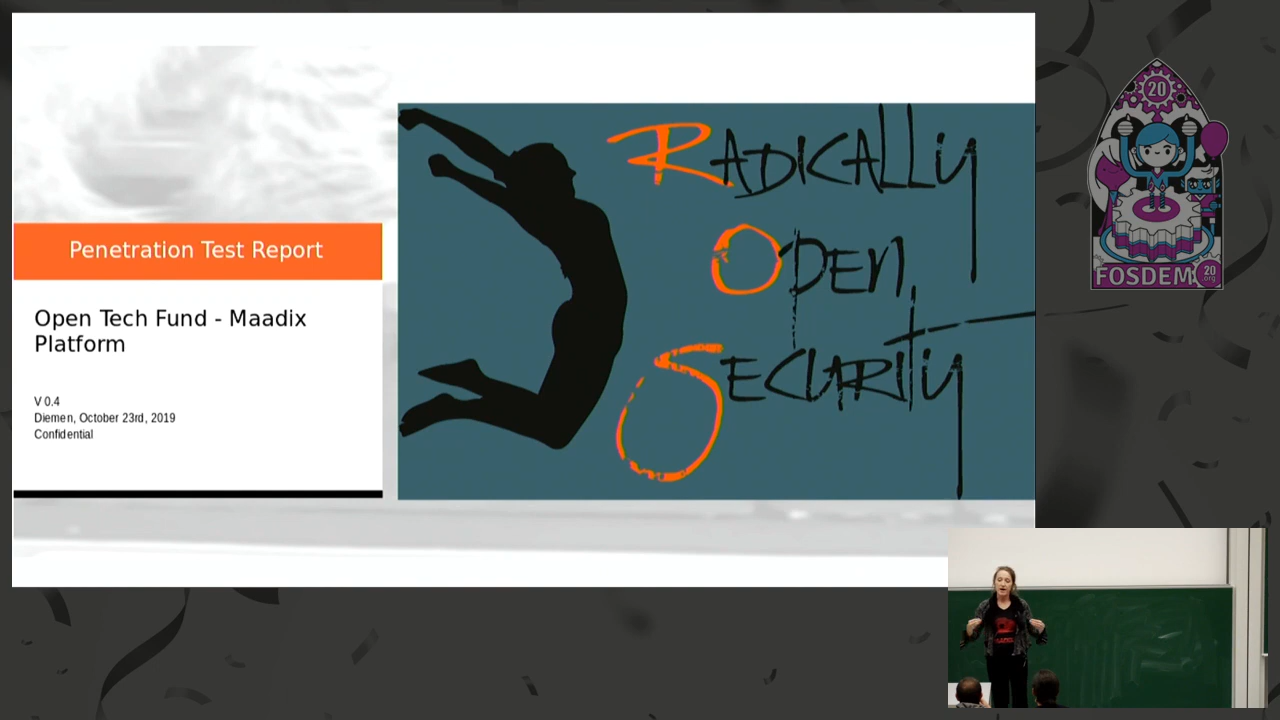 Penetration Test Report
Open Tech Fund - Maadix
Platform
V 0.4
Diemen, October 23rd, 2019
Confidential
RADICALLY
OPEN
SECURITY
20
FOSDEM
20
.org